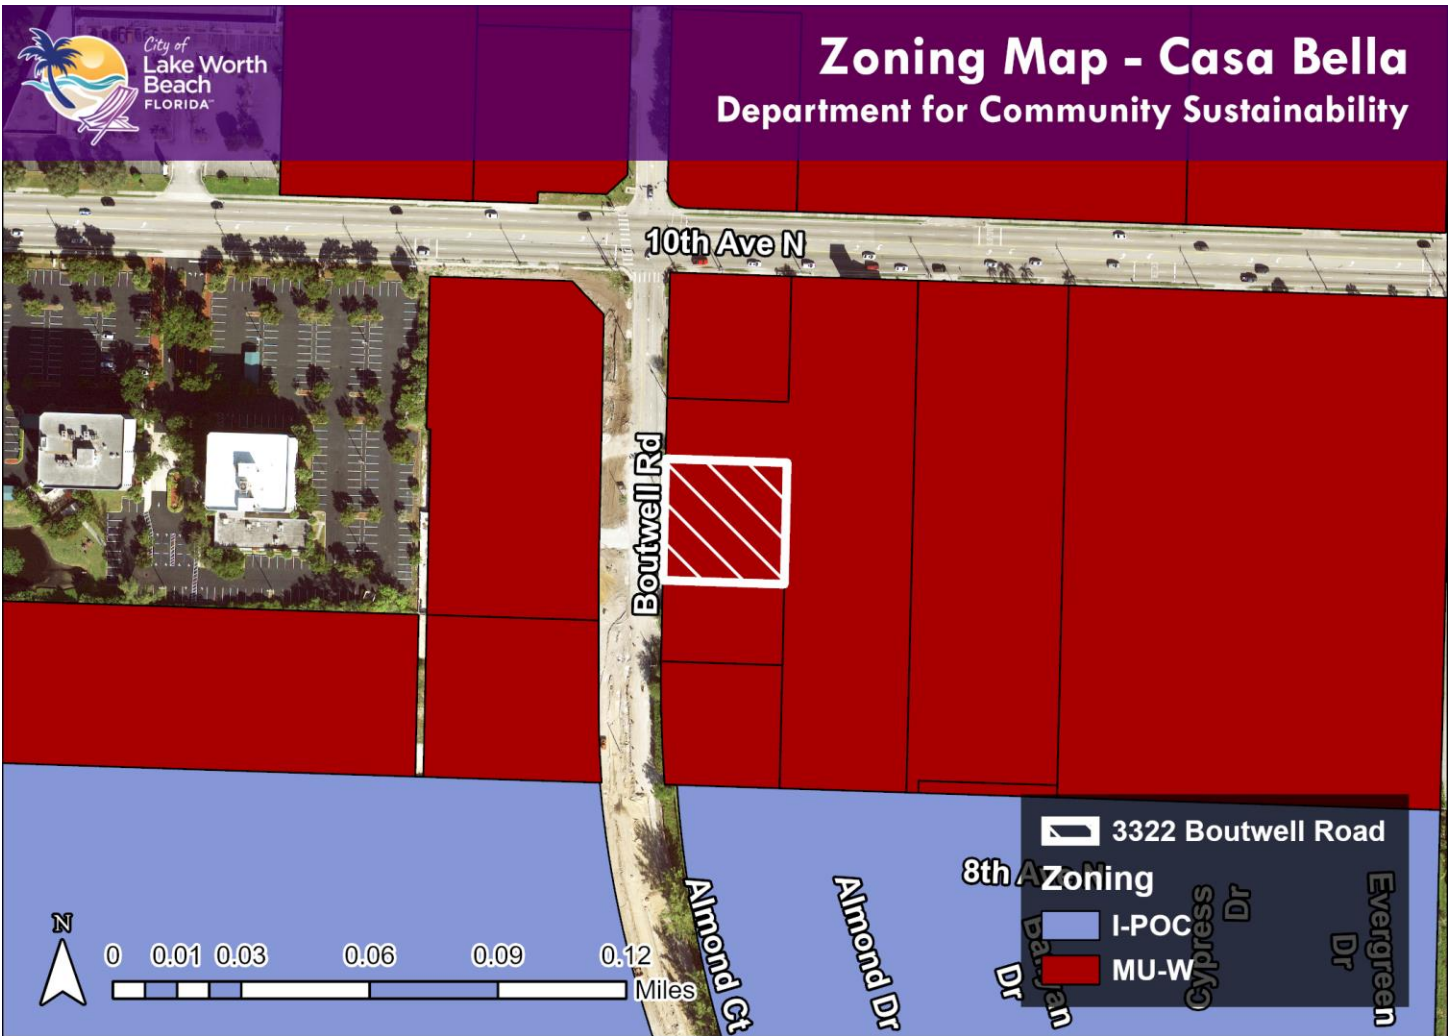 City of
Lake Worth
Beach
FLORIDA
Zoning Map - Casa Bella
Department for Community Sustainability
10th Ave N
Boutwell Rd
3322 Boutwell Road
Zoning
I-POC
MU-W
8th Ave N
Almond Ct
Almond Dr
Banyan
Dr
Cypress
Dr
Evergreen
Dr
N
0 0.01 0.03 0.06 0.09 0.12
Miles